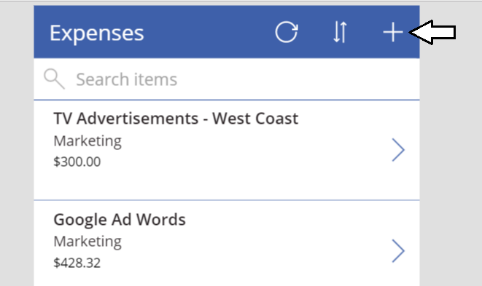 Expenses
Search items
TV Advertisements - West Coast
Marketing
$300.00
Google Ad Words
Marketing
$428.32